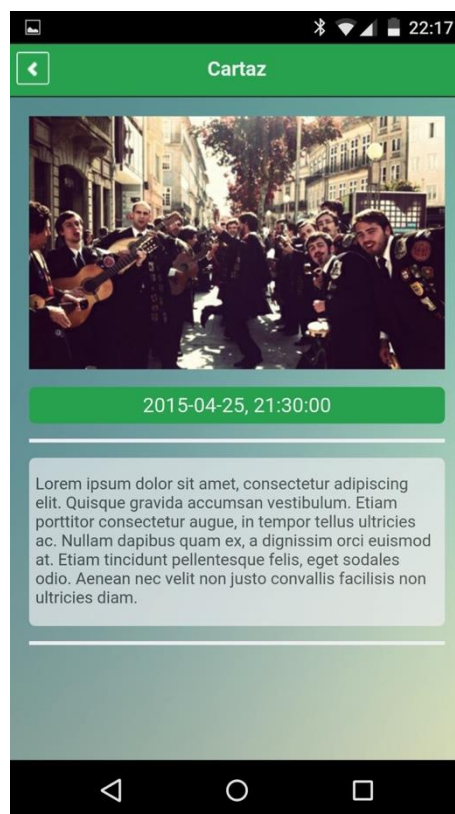 22:17
Cartaz
2015-04-25, 21:30:00
Lorem ipsum dolor sit amet, consectetur adipiscing
elit. Quisque gravida accumsan vestibulum. Etiam
porttitor consectetur augue, in tempor tellus ultricies
ac. Nullam dapibus quam ex, a dignissim orci euismod
at. Etiam tincidunt pellentesque felis, eget sodales
odio. Aenean nec velit non justo convallis facilisis non
ultricies diam.